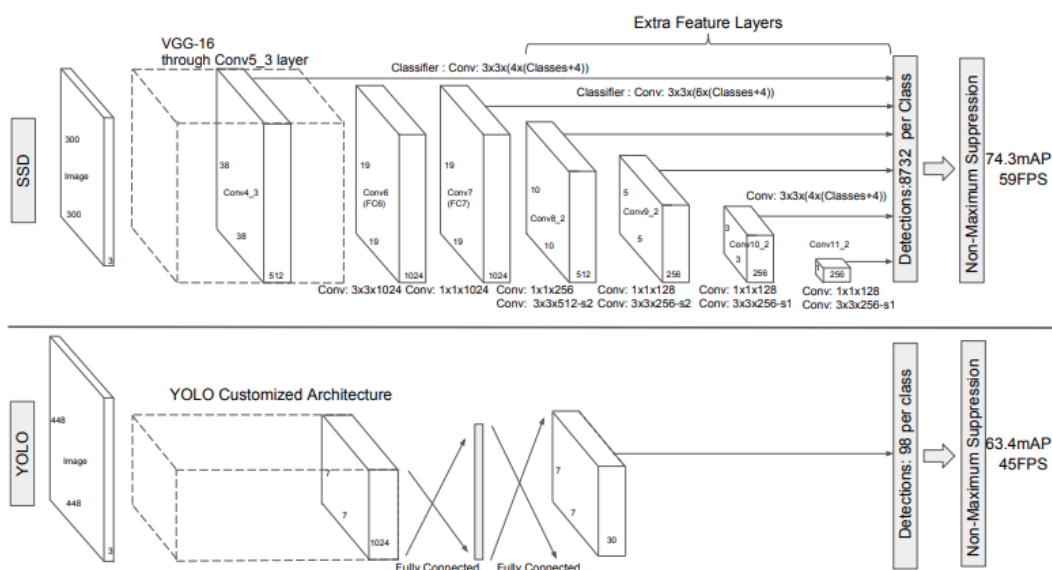 Extra Feature Layers
VGG-16
through Conv5_3 layer
Classifier : Conv: 3x3x(4x(Classes+4))
Classifier : Conv: 3x3x(6x(Classes+4))
SSD
300
Image
300
3
38
Conv4_3
38
512
19
Conv6
(FC6)
19
1024
19
Conv7
(FC7)
19
1024
10
Conv8_2
10
512
5
Conv9_2
5
256
Conv: 3x3x(4x(Classes+4))
3
Conv10_2
3
256
Conv11_2
1
256
Detections:8732 per Class
Non-Maximum Suppression
74.3mAP
59FPS
Conv: 3x3x1024
Conv: 1x1x1024
Conv: 1x1x256
Conv: 3x3x512-s2
Conv: 1x1x128
Conv: 3x3x256-s2
Conv: 1x1x128
Conv: 3x3x256-s1
Conv: 1x1x128
Conv: 3x3x256-s1
YOLO
448
Image
448
3
YOLO Customized Architecture
7
7
1024
Fully Connected
Fully Connected
7
7
30
Detections: 98 per class
Non-Maximum Suppression
63.4mAP
45FPS